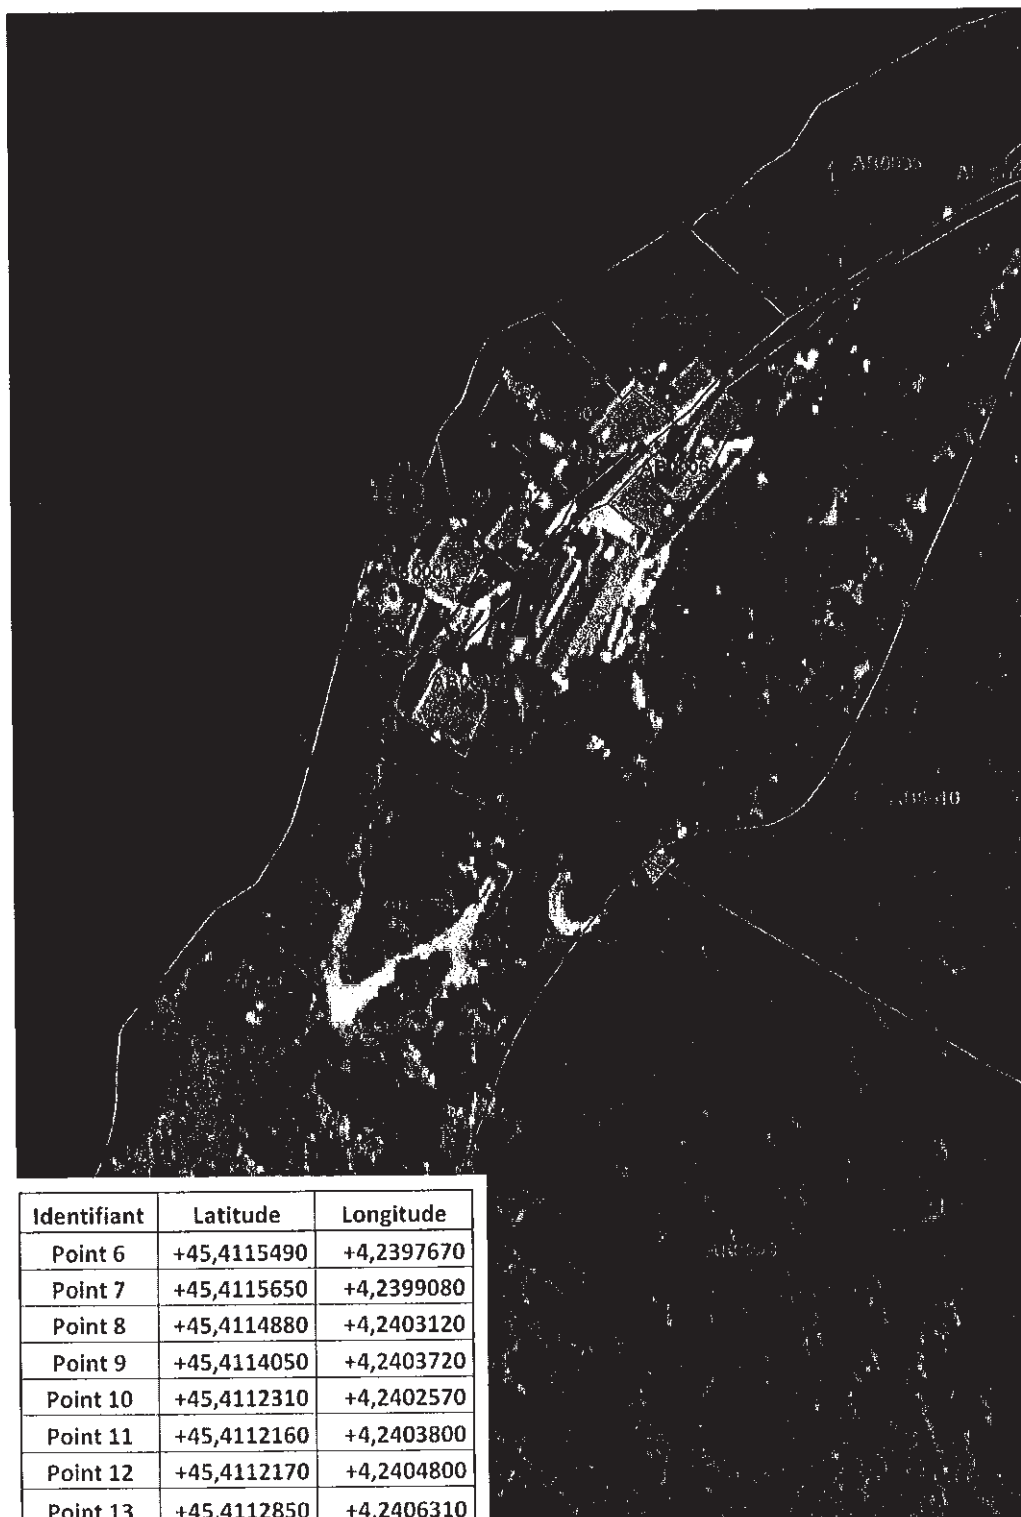 AB0035
Identifiant Latitude Longitude
Point 6 +45,4115490 +4,2397670
Point 7 +45,4115650 +4,2399080
Point 8 +45,4114880 +4,2403120
Point 9 +45,4114050 +4,2403720
Point 10 +45,4112310 +4,2402570
Point 11 +45,4112160 +4,2403800
Point 12 +45,4112170 +4,2404800
Point 13 +45,4112850 +4,2406310